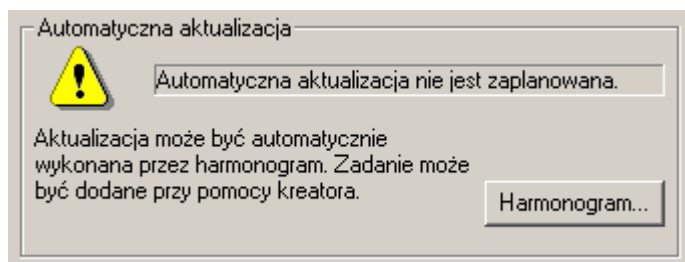 Automatyczna aktualizacja
Automatyczna aktualizacja nie jest zaplanowana.
Aktualizacja może być automatycznie
wykonana przez harmonogram. Zadanie może
być dodane przy pomocy kreatora.
Harmonogram...